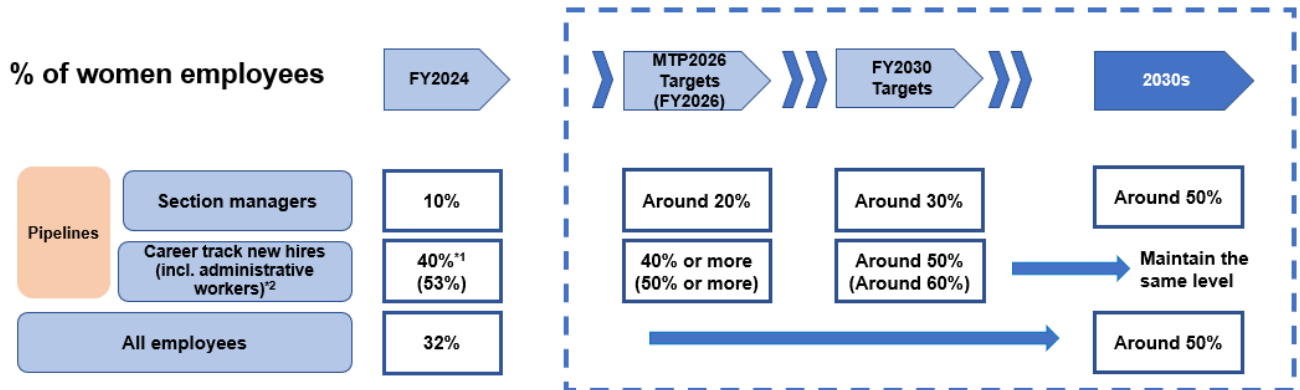 % of women employees
FY2024
MTP2026
Targets
(FY2026)
FY2030
Targets
2030s
Pipelines
Section managers
10%
Around 20%
Around 30%
Around 50%
Career track new hires
(incl. administrative
workers)*2
40%*1
(53%)
40% or more
(50% or more)
Around 50%
(Around 60%)
Maintain the
same level
All employees
32%
Around 50%